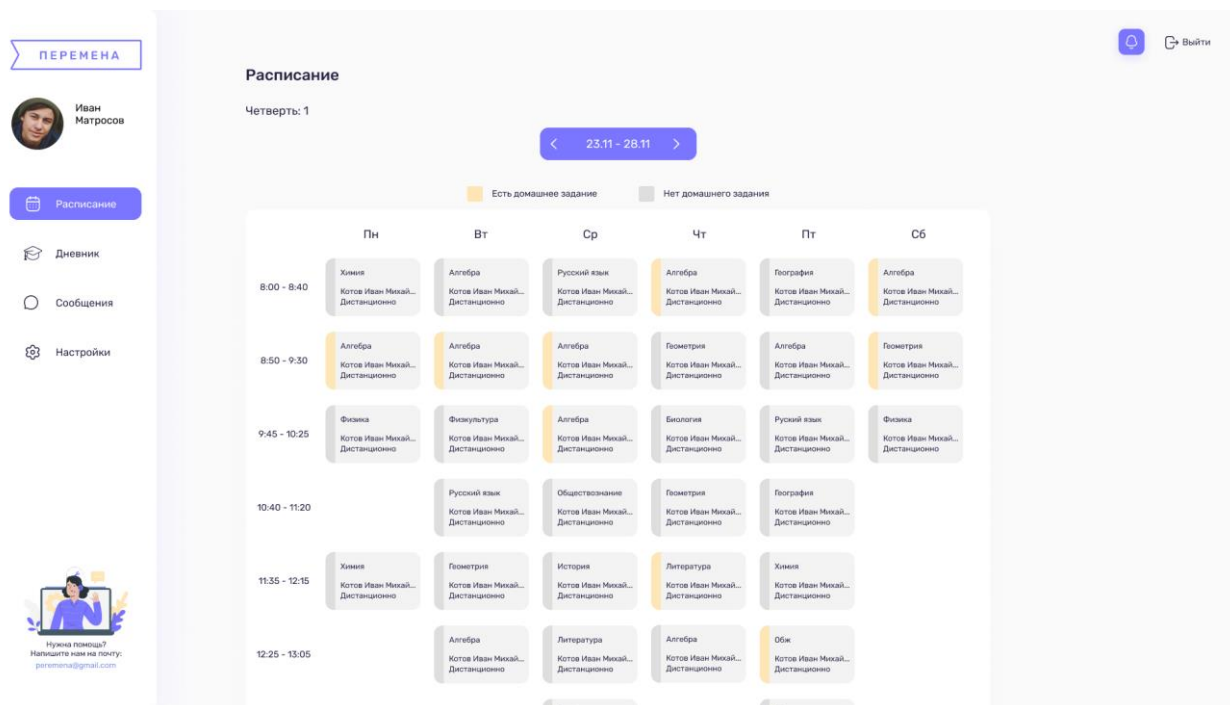 ПЕРЕМЕНА
Иван
Матросов
Расписание
Дневник
Сообщения
Настройки
Нужна помощь?
Напишите нам на почту:
peremena@gmail.com
Выйти
Расписание
Четверть: 1
23.11 - 28.11
Есть домашнее задание
Нет домашнего задания
Пн Вт Ср Чт Пт Сб
8:00 - 8:40
Химия
Котов Иван Михай...
Дистанционно
Алгебра
Котов Иван Михай...
Дистанционно
Русский язык
Котов Иван Михай...
Дистанционно
Алгебра
Котов Иван Михай...
Дистанционно
География
Котов Иван Михай...
Дистанционно
Алгебра
Котов Иван Михай...
Дистанционно
8:50 - 9:30
Алгебра
Котов Иван Михай...
Дистанционно
Алгебра
Котов Иван Михай...
Дистанционно
Алгебра
Котов Иван Михай...
Дистанционно
Геометрия
Котов Иван Михай...
Дистанционно
Алгебра
Котов Иван Михай...
Дистанционно
Геометрия
Котов Иван Михай...
Дистанционно
9:45 - 10:25
Физика
Котов Иван Михай...
Дистанционно
Физкультура
Котов Иван Михай...
Дистанционно
Алгебра
Котов Иван Михай...
Дистанционно
Биология
Котов Иван Михай...
Дистанционно
Руский язык
Котов Иван Михай...
Дистанционно
Физика
Котов Иван Михай...
Дистанционно
10:40 - 11:20
Русский язык
Котов Иван Михай...
Дистанционно
Обществознание
Котов Иван Михай...
Дистанционно
Геометрия
Котов Иван Михай...
Дистанционно
География
Котов Иван Михай...
Дистанционно
11:35 - 12:15
Химия
Котов Иван Михай...
Дистанционно
Геометрия
Котов Иван Михай...
Дистанционно
История
Котов Иван Михай...
Дистанционно
Литература
Котов Иван Михай...
Дистанционно
Химия
Котов Иван Михай...
Дистанционно
12:25 - 13:05
Алгебра
Котов Иван Михай...
Дистанционно
Литература
Котов Иван Михай...
Дистанционно
Алгебра
Котов Иван Михай...
Дистанционно
Обж
Котов Иван Михай...
Дистанционно